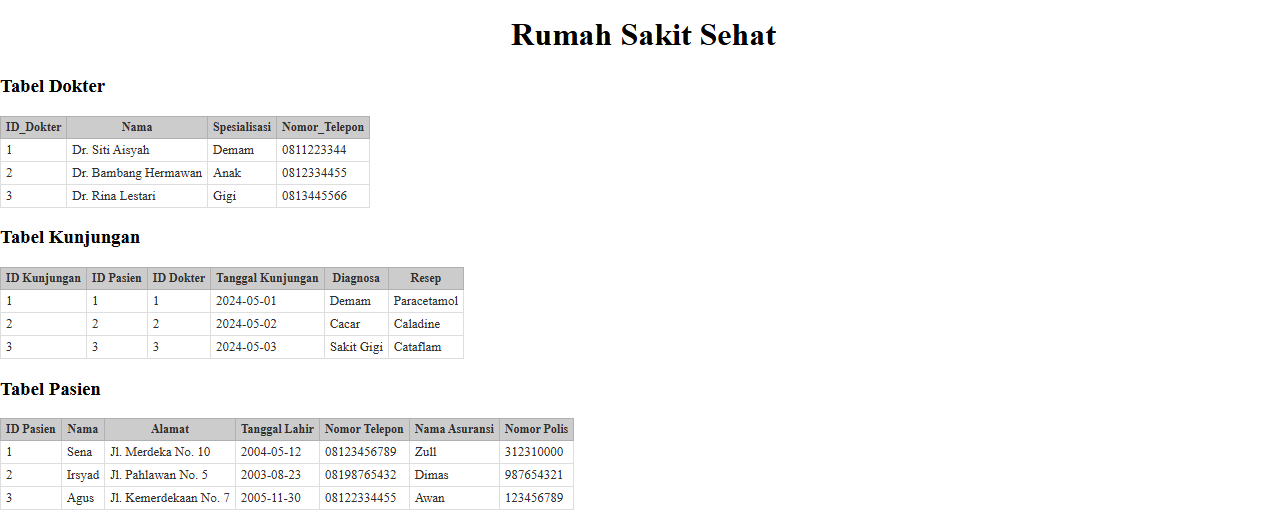 Rumah Sakit Sehat
Tabel Dokter
ID_Dokter Nama Spesialisasi Nomor_Telepon
1 Dr. Siti Aisyah Demam 0811223344
2 Dr. Bambang Hermawan Anak 0812334455
3 Dr. Rina Lestari Gigi 0813445566
Tabel Kunjungan
ID Kunjungan ID Pasien ID Dokter Tanggal Kunjungan Diagnosa Resep
1 1 1 2024-05-01 Demam Paracetamol
2 2 2 2024-05-02 Cacar Caladine
3 3 3 2024-05-03 Sakit Gigi Cataflam
Tabel Pasien
ID Pasien Nama Alamat Tanggal Lahir Nomor Telepon Nama Asuransi Nomor Polis
1 Sena Jl. Merdeka No. 10 2004-05-12 08123456789 Zull 312310000
2 Irsyad Jl. Pahlawan No. 5 2003-08-23 08198765432 Dimas 987654321
3 Agus Jl. Kemerdekaan No. 7 2005-11-30 08122334455 Awan 123456789